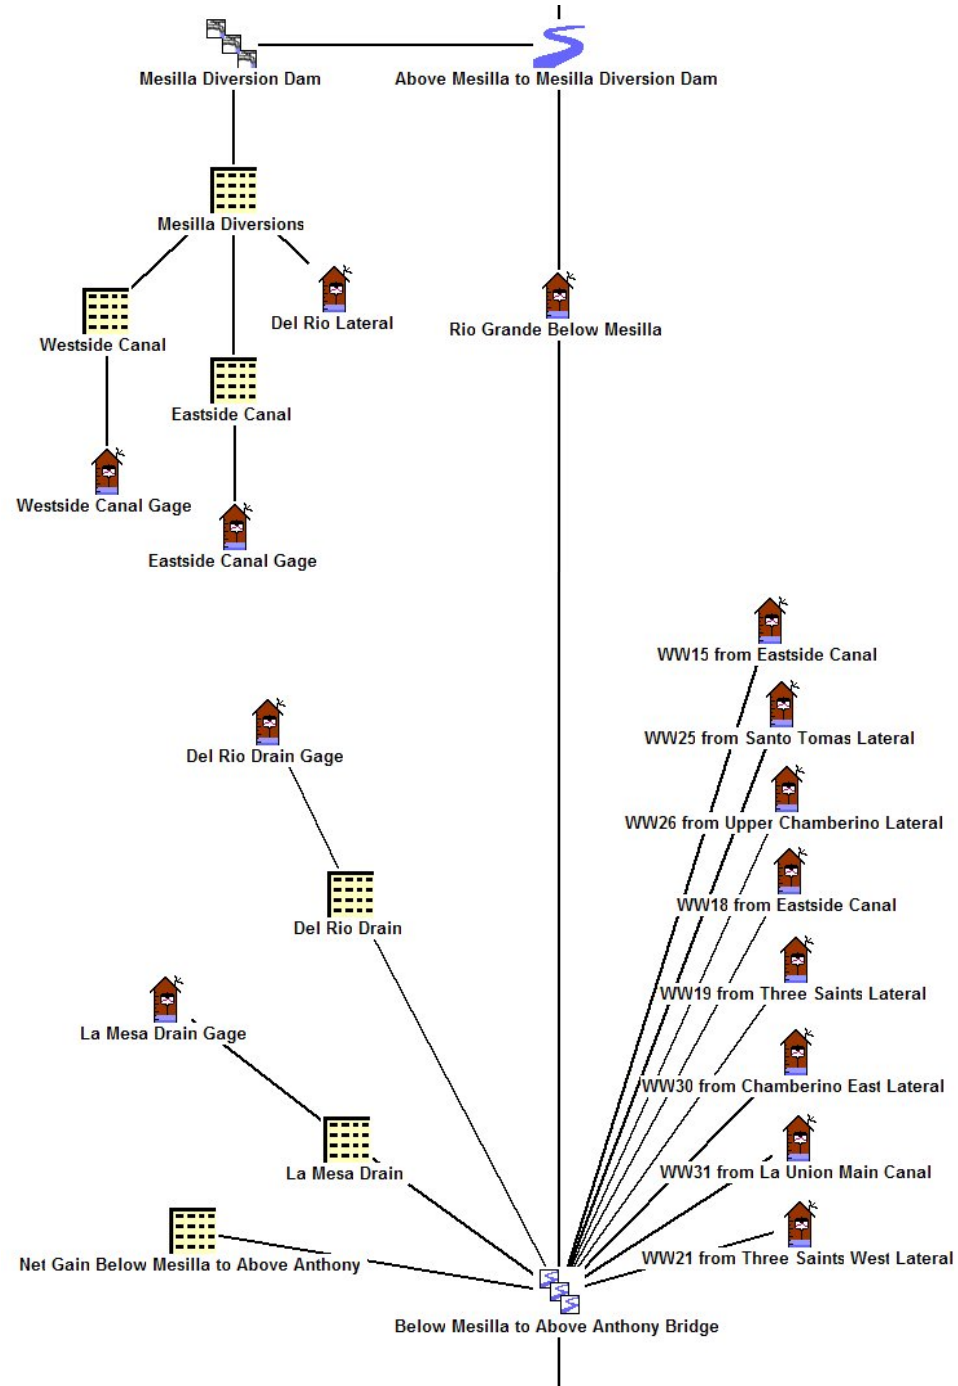 Mesilla Diversion Dam
Above Mesilla to Mesilla Diversion Dam
Mesilla Diversions
Del Rio Lateral
Rio Grande Below Mesilla
Westside Canal
Eastside Canal
Westside Canal Gage
Eastside Canal Gage
WW15 from Eastside Canal
WW25 from Santo Tomas Lateral
Del Rio Drain Gage
WW26 from Upper Chamberino Lateral
WW18 from Eastside Canal
Del Rio Drain
WW19 from Three Saints Lateral
La Mesa Drain Gage
WW30 from Chamberino East Lateral
La Mesa Drain
WW31 from La Union Main Canal
Net Gain Below Mesilla to Above Anthony
WW21 from Three Saints West Lateral
Below Mesilla to Above Anthony Bridge